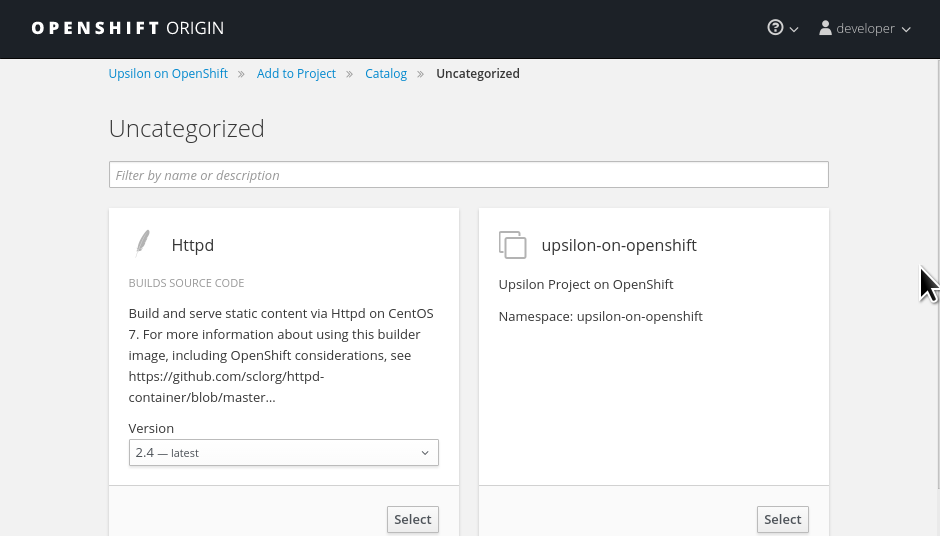 OPENSHIFT ORIGIN
developer
Upsilon on OpenShift » Add to Project » Catalog » Uncategorized
Uncategorized
Filter by name or description
Httpd
BUILDS SOURCE CODE
Build and serve static content via Httpd on CentOS
7. For more information about using this builder
image, including OpenShift considerations, see
https://github.com/sclorg/httpd-
container/blob/master...
Version
2.4 — latest
Select
upsilon-on-openshift
Upsilon Project on OpenShift
Namespace: upsilon-on-openshift
Select